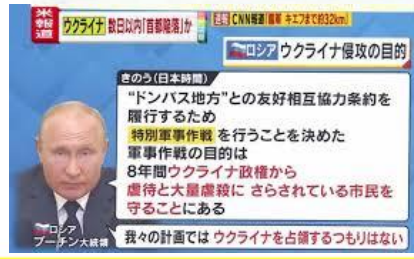 米報道
ウクライナ 数日以内「首都陥落」か
速報 CNN報道「露軍 キエフまで約32km」
ロシア ウクライナ侵攻の目的
きのう(日本時間)
“ドンバス地方”との友好相互協力条約を
履行するため
特別軍事作戦 を行うことを決めた
軍事作戦の目的は
8年間ウクライナ政権から
虐待と大量虐殺に さらされている市民を
守ることにある
ロシア
プーチン大統領
我々の計画では ウクライナを占領するつもりはない